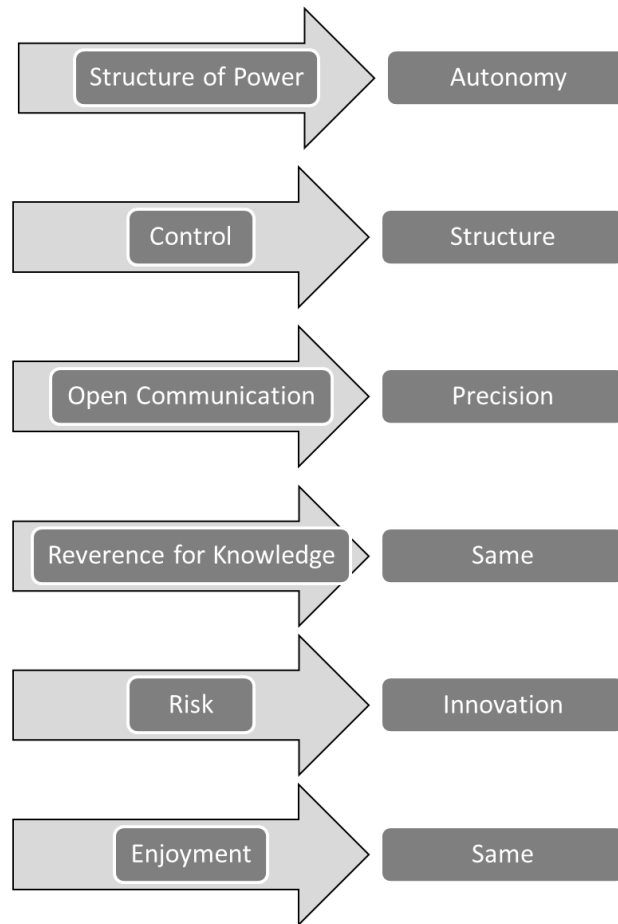 Structure of Power
Autonomy
Control
Structure
Open Communication
Precision
Reverence for Knowledge
Same
Risk
Innovation
Enjoyment
Same